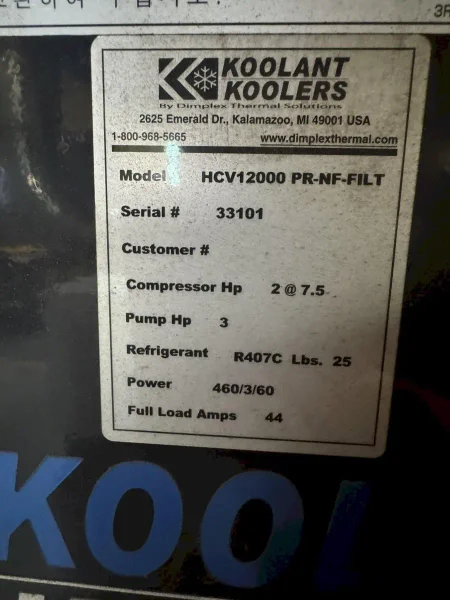 KOOLANT
KOOLERS
By Dimplex Thermal Solutions
2625 Emerald Dr., Kalamazoo, MI 49001 USA
1-800-968-5665 www.dimplexthermal.com
Model HCV12000 PR-NF-FILT
Serial # 33101
Customer #
Compressor Hp 2 @ 7.5
Pump Hp 3
Refrigerant R407C Lbs. 25
Power 460/3/60
Full Load Amps 44
KOOL